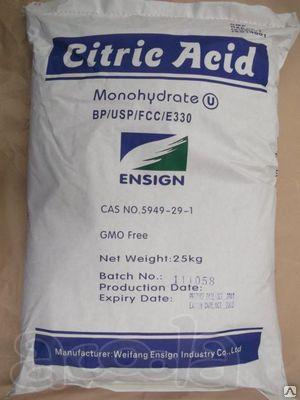 Citric Acid
Monohydrate U
BP/USP/FCC/E330
ENSIGN
CAS NO.5949-29-1
GMO Free
Net Weight:25kg
Batch No.: 111058
Production Date:
Expiry Date:
Manufacturer:Weifang Ensign Industry Co.,Ltd